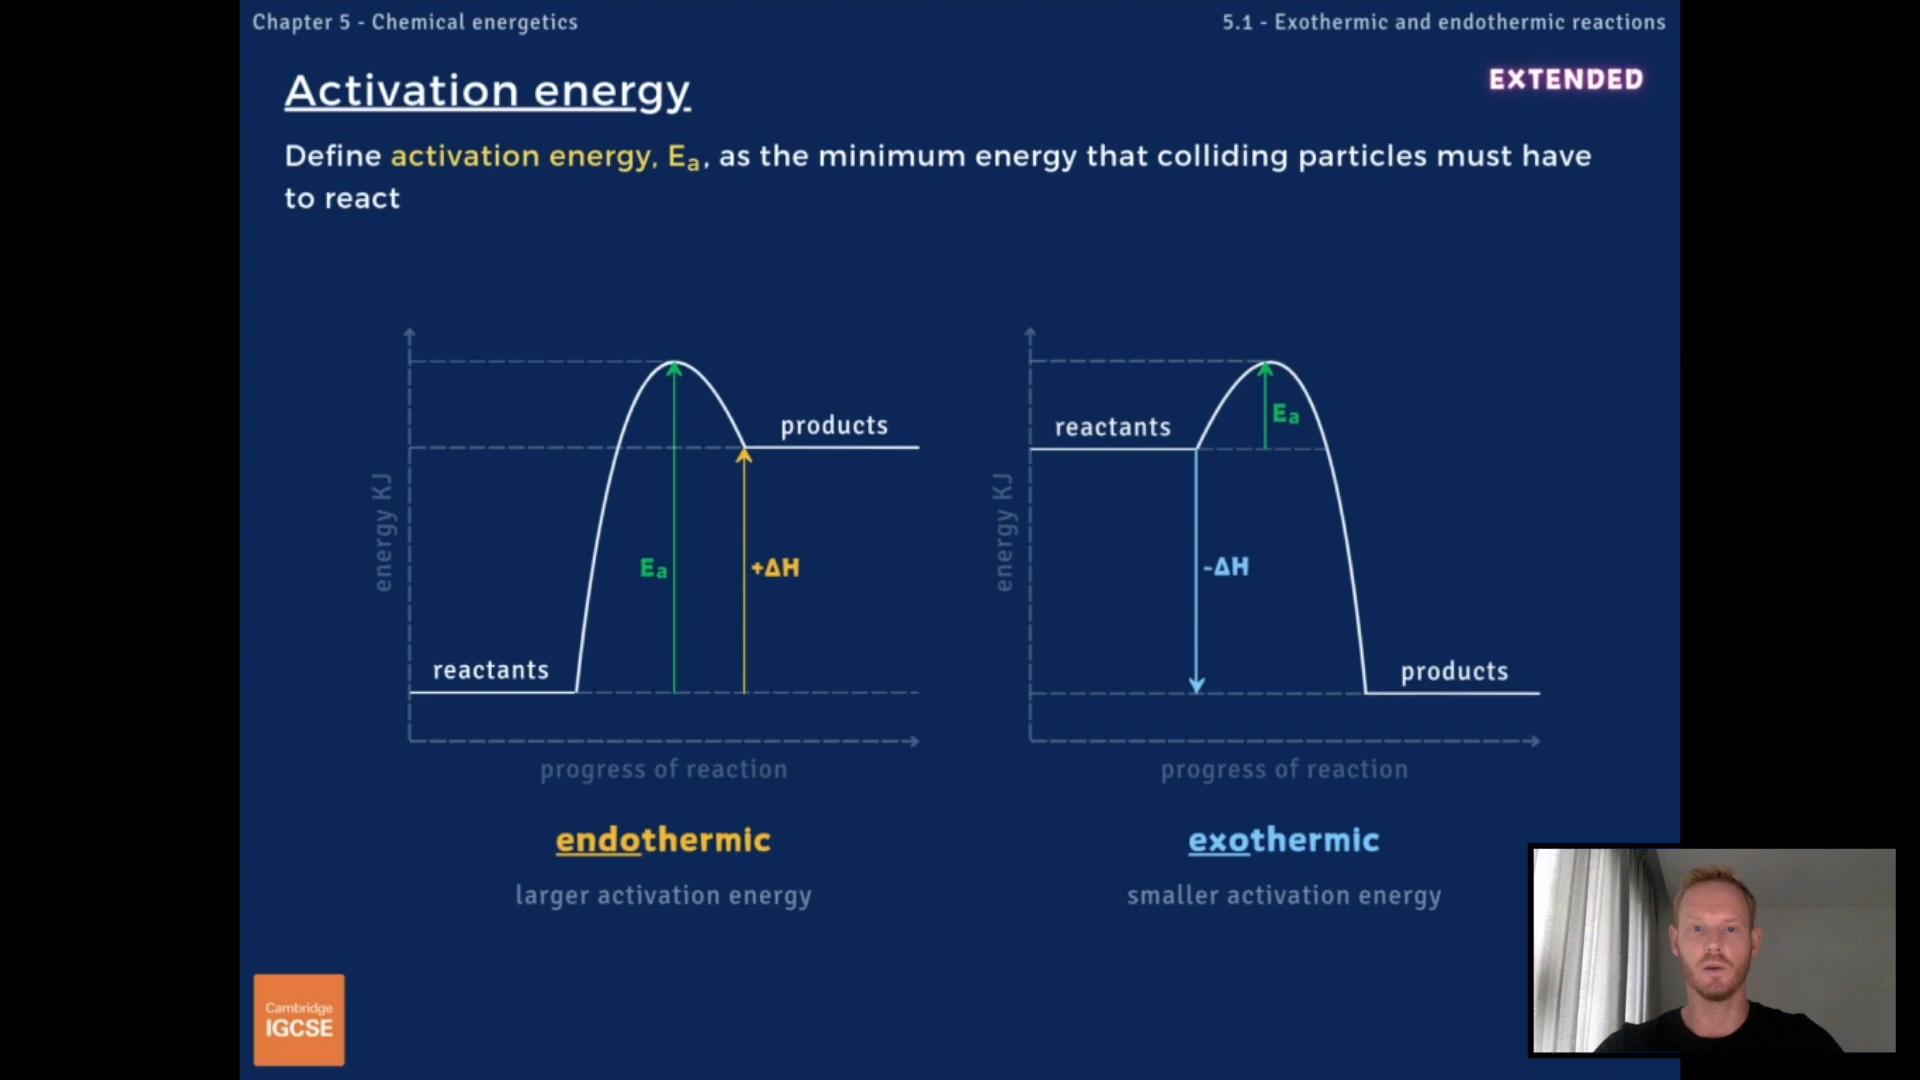 Chapter 5 - Chemical energetics
5.1 - Exothermic and endothermic reactions
EXTENDED
Activation energy
Define activation energy, Eₐ, as the minimum energy that colliding particles must have
to react
products
energy KJ
Eₐ
+ΔH
reactants
progress of reaction
endothermic
larger activation energy
reactants
Eₐ
energy KJ
-ΔH
products
progress of reaction
exothermic
smaller activation energy
Cambridge
IGCSE